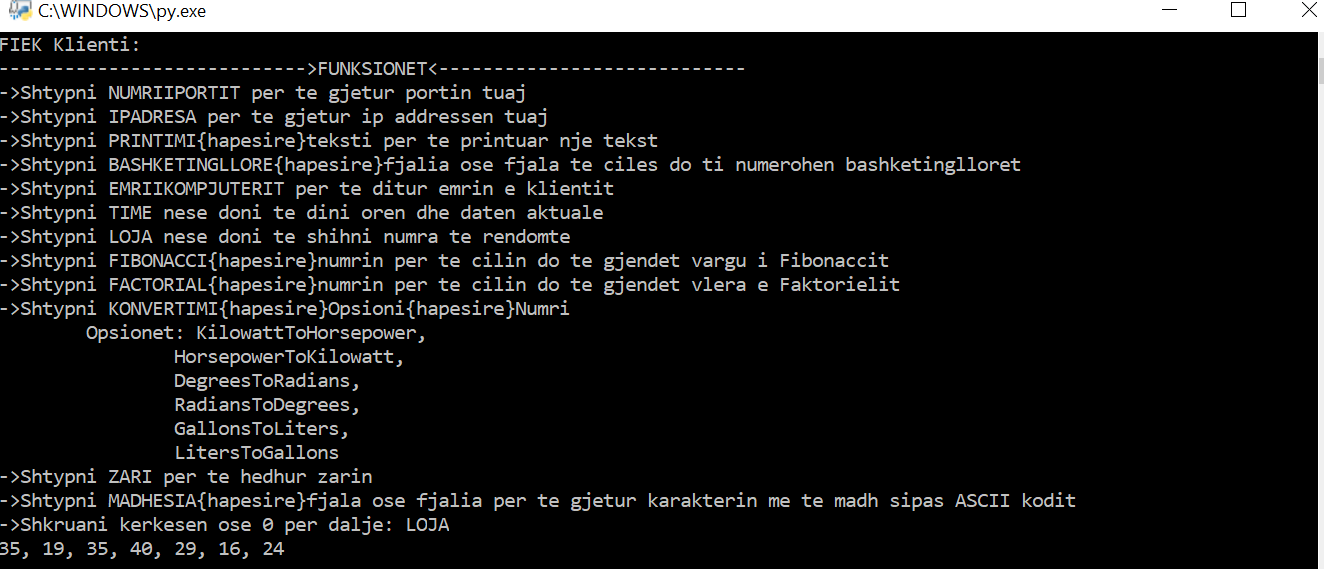 C:\WINDOWS\py.exe
FIEK Klienti:
---------------------------->FUNKSIONET<----------------------------
->Shtypni NUMRIIPORTIT per te gjetur portin tuaj
->Shtypni IPADRESA per te gjetur ip addressen tuaj
->Shtypni PRINTIMI{hapesire}teksti per te printuar nje tekst
->Shtypni BASHKETINGLLORE{hapesire}fjalia ose fjala te ciles do ti numerohen bashketinglloret
->Shtypni EMRIIKOMPJUTERIT per te ditur emrin e klientit
->Shtypni TIME nese doni te dini oren dhe daten aktuale
->Shtypni LOJA nese doni te shihni numra te rendomte
->Shtypni FIBONACCI{hapesire}numrin per te cilin do te gjendet vargu i Fibonaccit
->Shtypni FACTORIAL{hapesire}numrin per te cilin do te gjendet vlera e Faktorielit
->Shtypni KONVERTIMI{hapesire}Opsioni{hapesire}Numri
Opsionet: KilowattToHorsepower,
HorsepowerToKilowatt,
DegreesToRadians,
RadiansToDegrees,
GallonsToLiters,
LitersToGallons
->Shtypni ZARI per te hedhur zarin
->Shtypni MADHESIA{hapesire}fjala ose fjalia per te gjetur karakterin me te madh sipas ASCII kodit
->Shkruani kerkesen ose 0 per dalje: LOJA
35, 19, 35, 40, 29, 16, 24